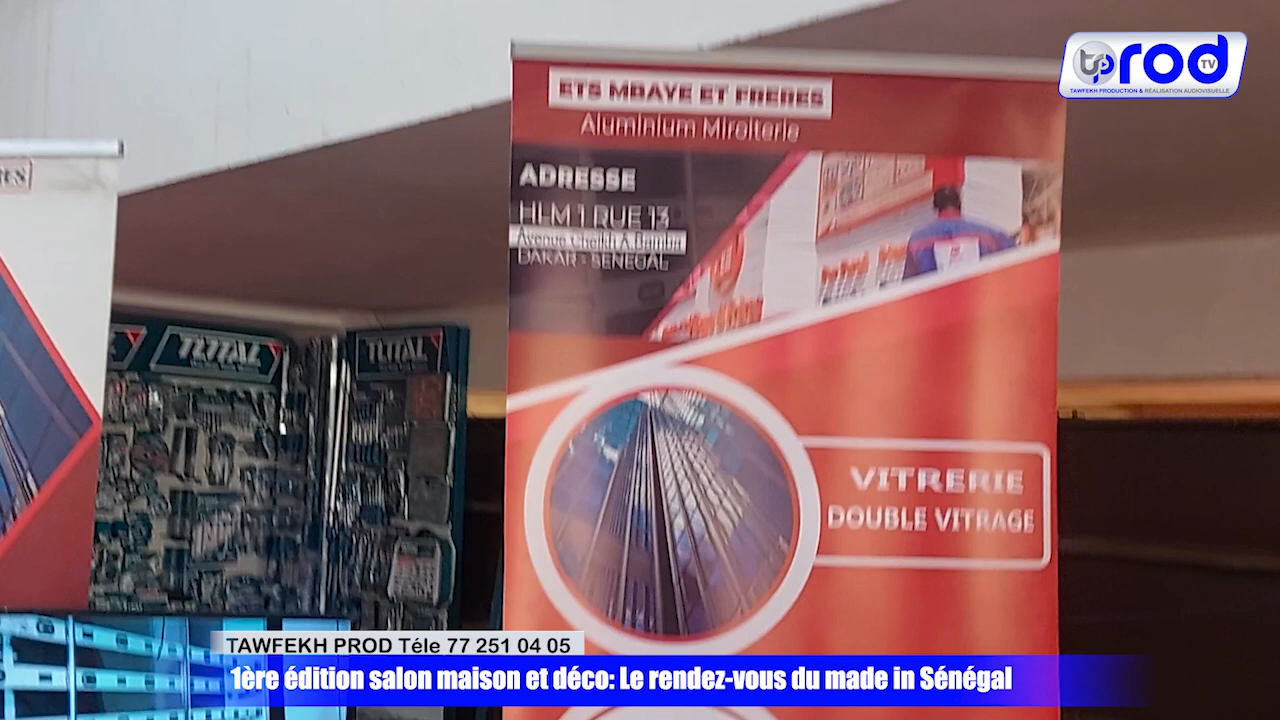 tprod TV
TAWFEKH PRODUCTION & RÉALISATION AUDIOVISUELLE
ETS MBAYE ET FRERES
Aluminium Miroiterie
ADRESSE
HLM 1 RUE 13
Avenue Cheikh A.Bamba
DAKAR - SENEGAL
TOTAL
TOTAL
VITRERIE
DOUBLE VITRAGE
TAWFEKH PROD Téle 77 251 04 05
1ère édition salon maison et déco: Le rendez-vous du made in Sénégal